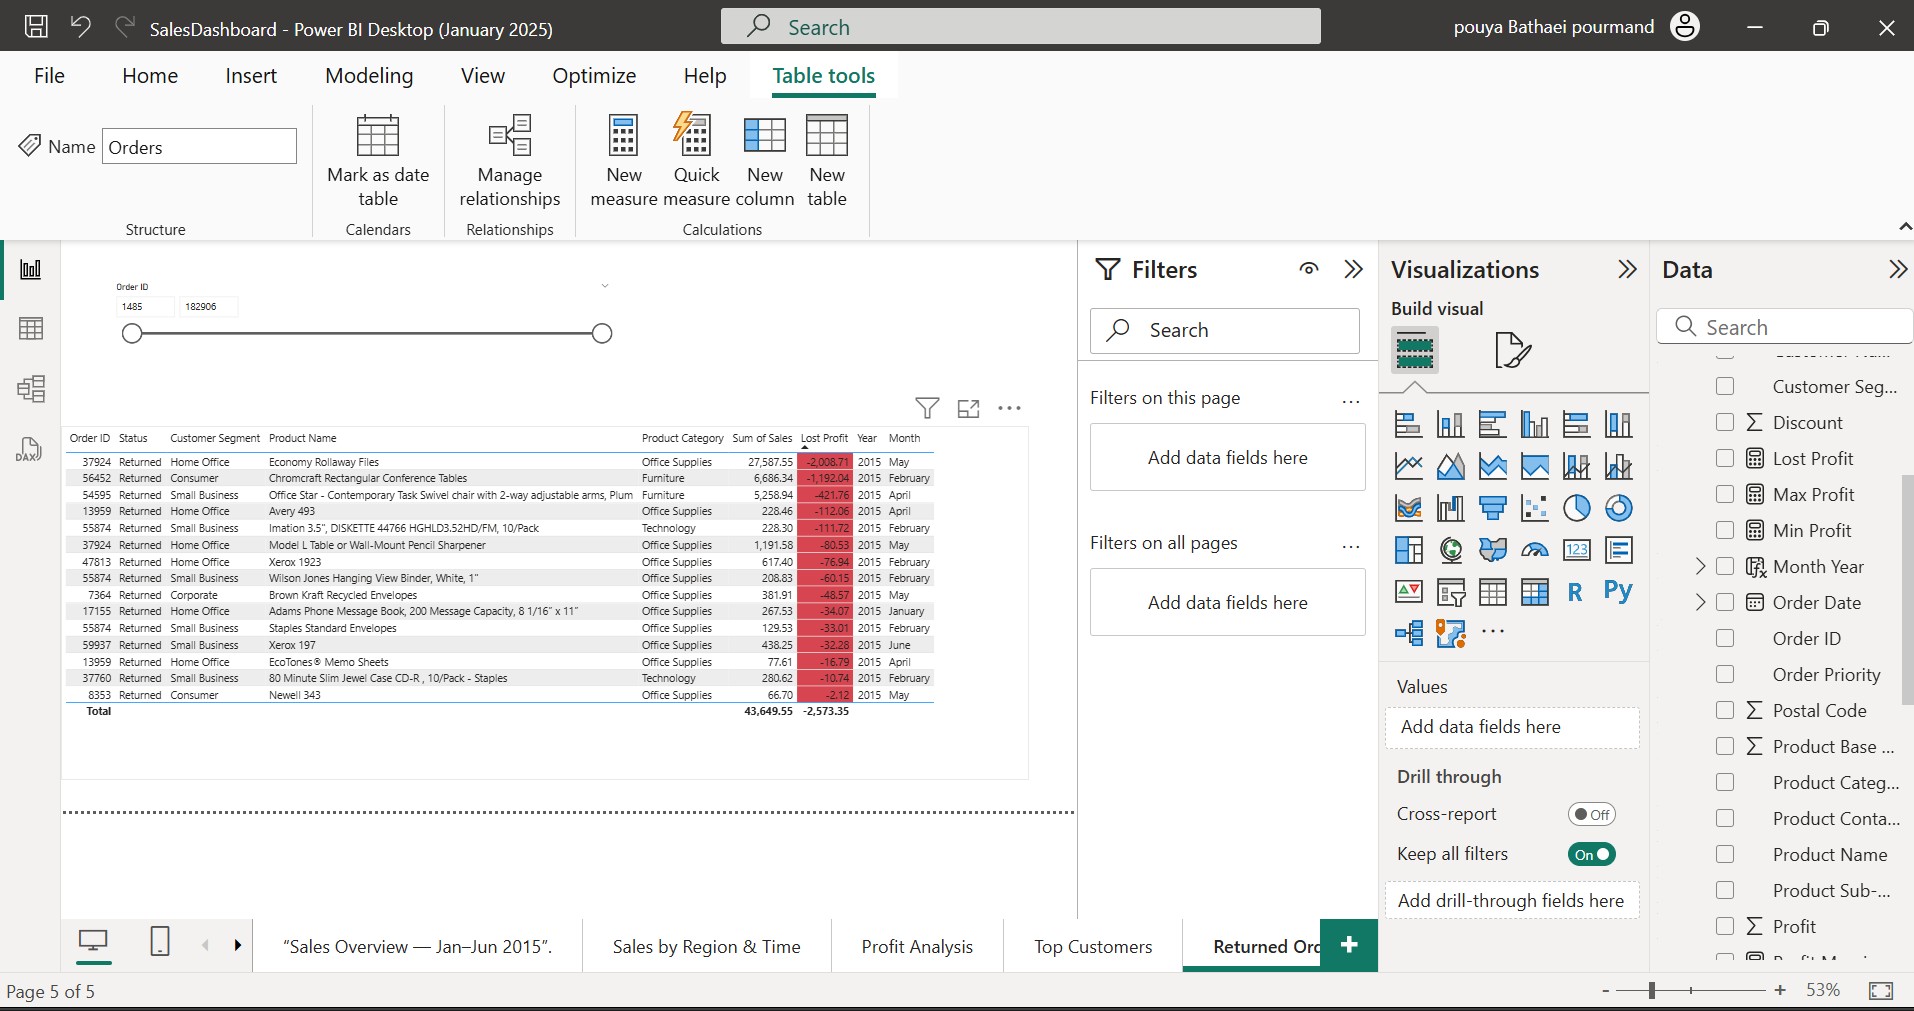 SalesDashboard - Power BI Desktop (January 2025)
Search
pouya Bathaei pourmand
File Home Insert Modeling View Optimize Help Table tools
Name Orders
Mark as date table
Manage relationships
New measure
Quick measure
New column
New table
Structure Calendars Relationships Calculations
Order ID
1485 182906
Order ID Status Customer Segment Product Name Product Category Sum of Sales Lost Profit Year Month
37924 Returned Home Office Economy Rollaway Files Office Supplies 27,587.55 -2,008.71 2015 May
56452 Returned Consumer Chromcraft Rectangular Conference Tables Furniture 6,686.34 -1,192.04 2015 February
54595 Returned Small Business Office Star - Contemporary Task Swivel chair with 2-way adjustable arms, Plum Furniture 5,258.94 -421.76 2015 April
13959 Returned Home Office Avery 493 Office Supplies 228.46 -112.06 2015 April
55874 Returned Small Business Imation 3.5", DISKETTE 44766 HGHLD3.52HD/FM, 10/Pack Technology 228.30 -111.72 2015 February
37924 Returned Home Office Model L Table or Wall-Mount Pencil Sharpener Office Supplies 1,191.58 -80.53 2015 May
47813 Returned Home Office Xerox 1923 Office Supplies 617.40 -76.94 2015 February
55874 Returned Small Business Wilson Jones Hanging View Binder, White, 1" Office Supplies 208.83 -60.15 2015 February
7364 Returned Corporate Brown Kraft Recycled Envelopes Office Supplies 381.91 -48.57 2015 May
17155 Returned Home Office Adams Phone Message Book, 200 Message Capacity, 8 1/16" x 11" Office Supplies 267.53 -34.07 2015 January
55874 Returned Small Business Staples Standard Envelopes Office Supplies 129.53 -33.01 2015 February
59937 Returned Small Business Xerox 197 Office Supplies 438.25 -32.28 2015 June
13959 Returned Home Office EcoTones® Memo Sheets Office Supplies 77.61 -16.79 2015 April
37760 Returned Small Business 80 Minute Slim Jewel Case CD-R , 10/Pack - Staples Technology 280.62 -10.74 2015 February
8353 Returned Consumer Newell 343 Office Supplies 66.70 -2.12 2015 May
Total 43,649.55 -2,573.35
Filters
Search
Filters on this page ...
Add data fields here
Filters on all pages ...
Add data fields here
Visualizations
Build visual
123
R Py
...
Values
Add data fields here
Drill through
Cross-report Off
Keep all filters On
Add drill-through fields here
Data
Search
Customer Seg...
Discount
Lost Profit
Max Profit
Min Profit
Month Year
Order Date
Order ID
Order Priority
Postal Code
Product Base ...
Product Categ...
Product Conta...
Product Name
Product Sub-...
Profit
DAX
"Sales Overview — Jan–Jun 2015". Sales by Region & Time Profit Analysis Top Customers Returned Orc +
Page 5 of 5
- + 53%